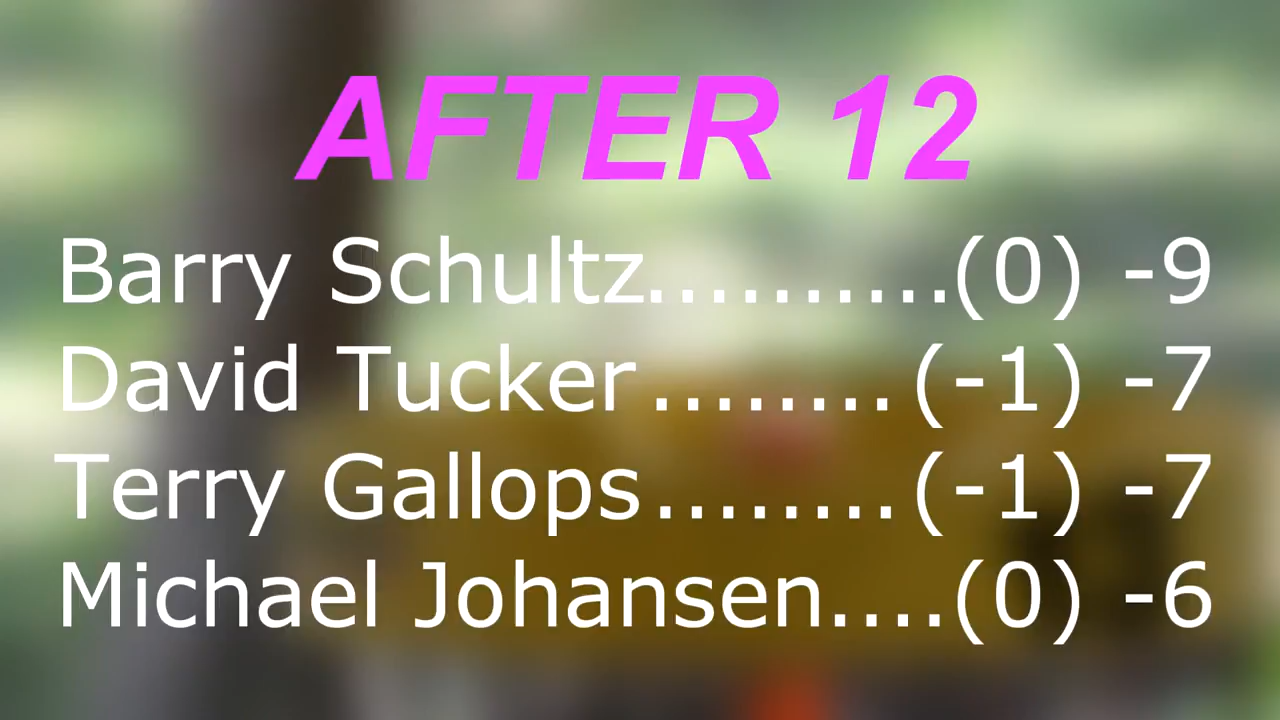 AFTER 12
Barry Schultz..........(0) -9
David Tucker........(-1) -7
Terry Gallops........(-1) -7
Michael Johansen....(0) -6